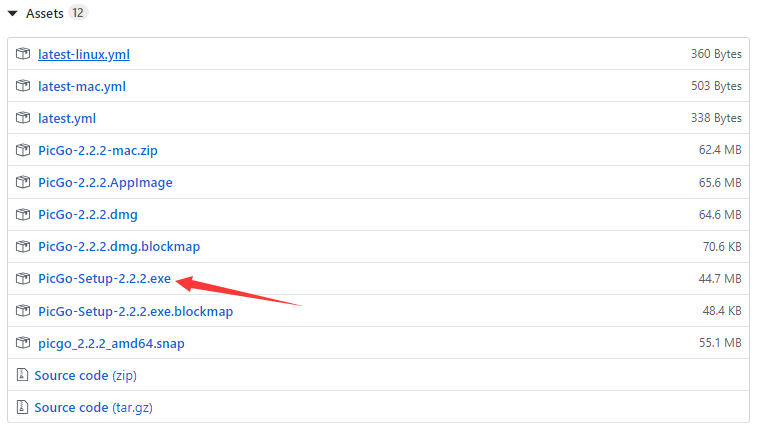 Assets 12
latest-linux.yml 360 Bytes
latest-mac.yml 503 Bytes
latest.yml 338 Bytes
PicGo-2.2.2-mac.zip 62.4 MB
PicGo-2.2.2.AppImage 65.6 MB
PicGo-2.2.2.dmg 64.6 MB
PicGo-2.2.2.dmg.blockmap 70.6 KB
PicGo-Setup-2.2.2.exe 44.7 MB
PicGo-Setup-2.2.2.exe.blockmap 48.4 KB
picgo_2.2.2_amd64.snap 55.1 MB
Source code (zip)
Source code (tar.gz)